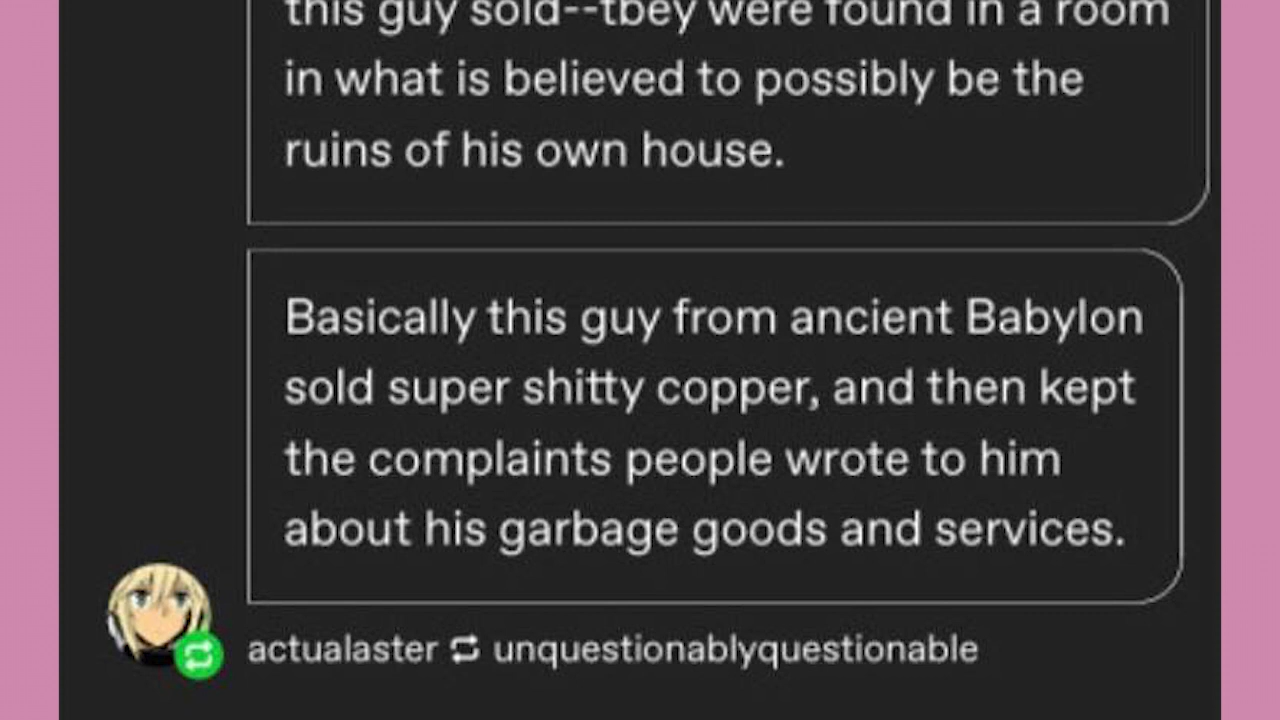 this guy sold--tbey were found in a room
in what is believed to possibly be the
ruins of his own house.
Basically this guy from ancient Babylon
sold super shitty copper, and then kept
the complaints people wrote to him
about his garbage goods and services.
actualaster unquestionablyquestionable